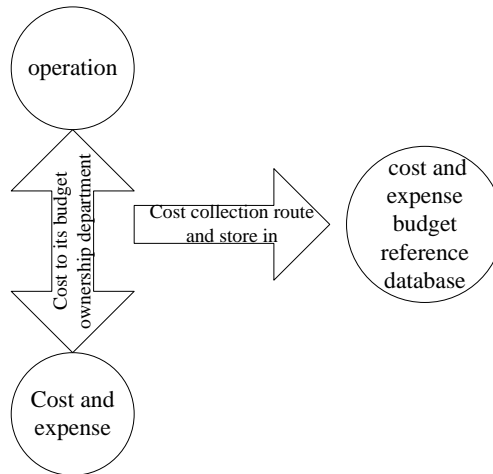 operation
Cost to its budget
ownership department
Cost collection route
and store in
cost and
expense
budget
reference
database
Cost and
expense